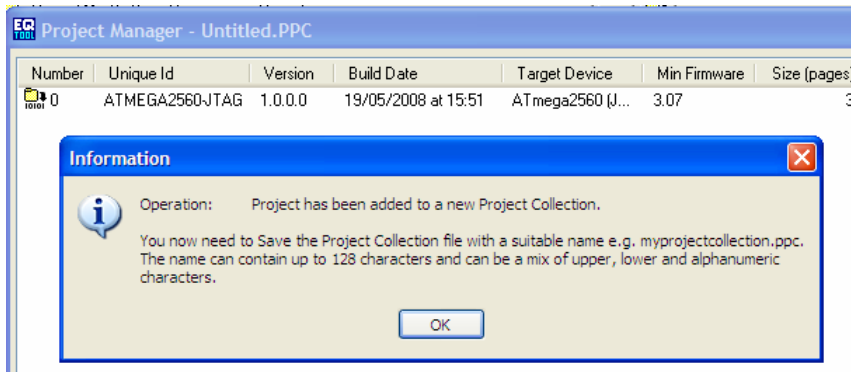 EQ TOOL Project Manager - Untitled.PPC
Number Unique Id Version Build Date Target Device Min Firmware Size (pages)
0 ATMEGA2560-JTAG 1.0.0.0 19/05/2008 at 15:51 ATmega2560 (J... 3.07
Information
Operation: Project has been added to a new Project Collection.
You now need to Save the Project Collection file with a suitable name e.g. myprojectcollection.ppc.
The name can contain up to 128 characters and can be a mix of upper, lower and alphanumeric
characters.
OK